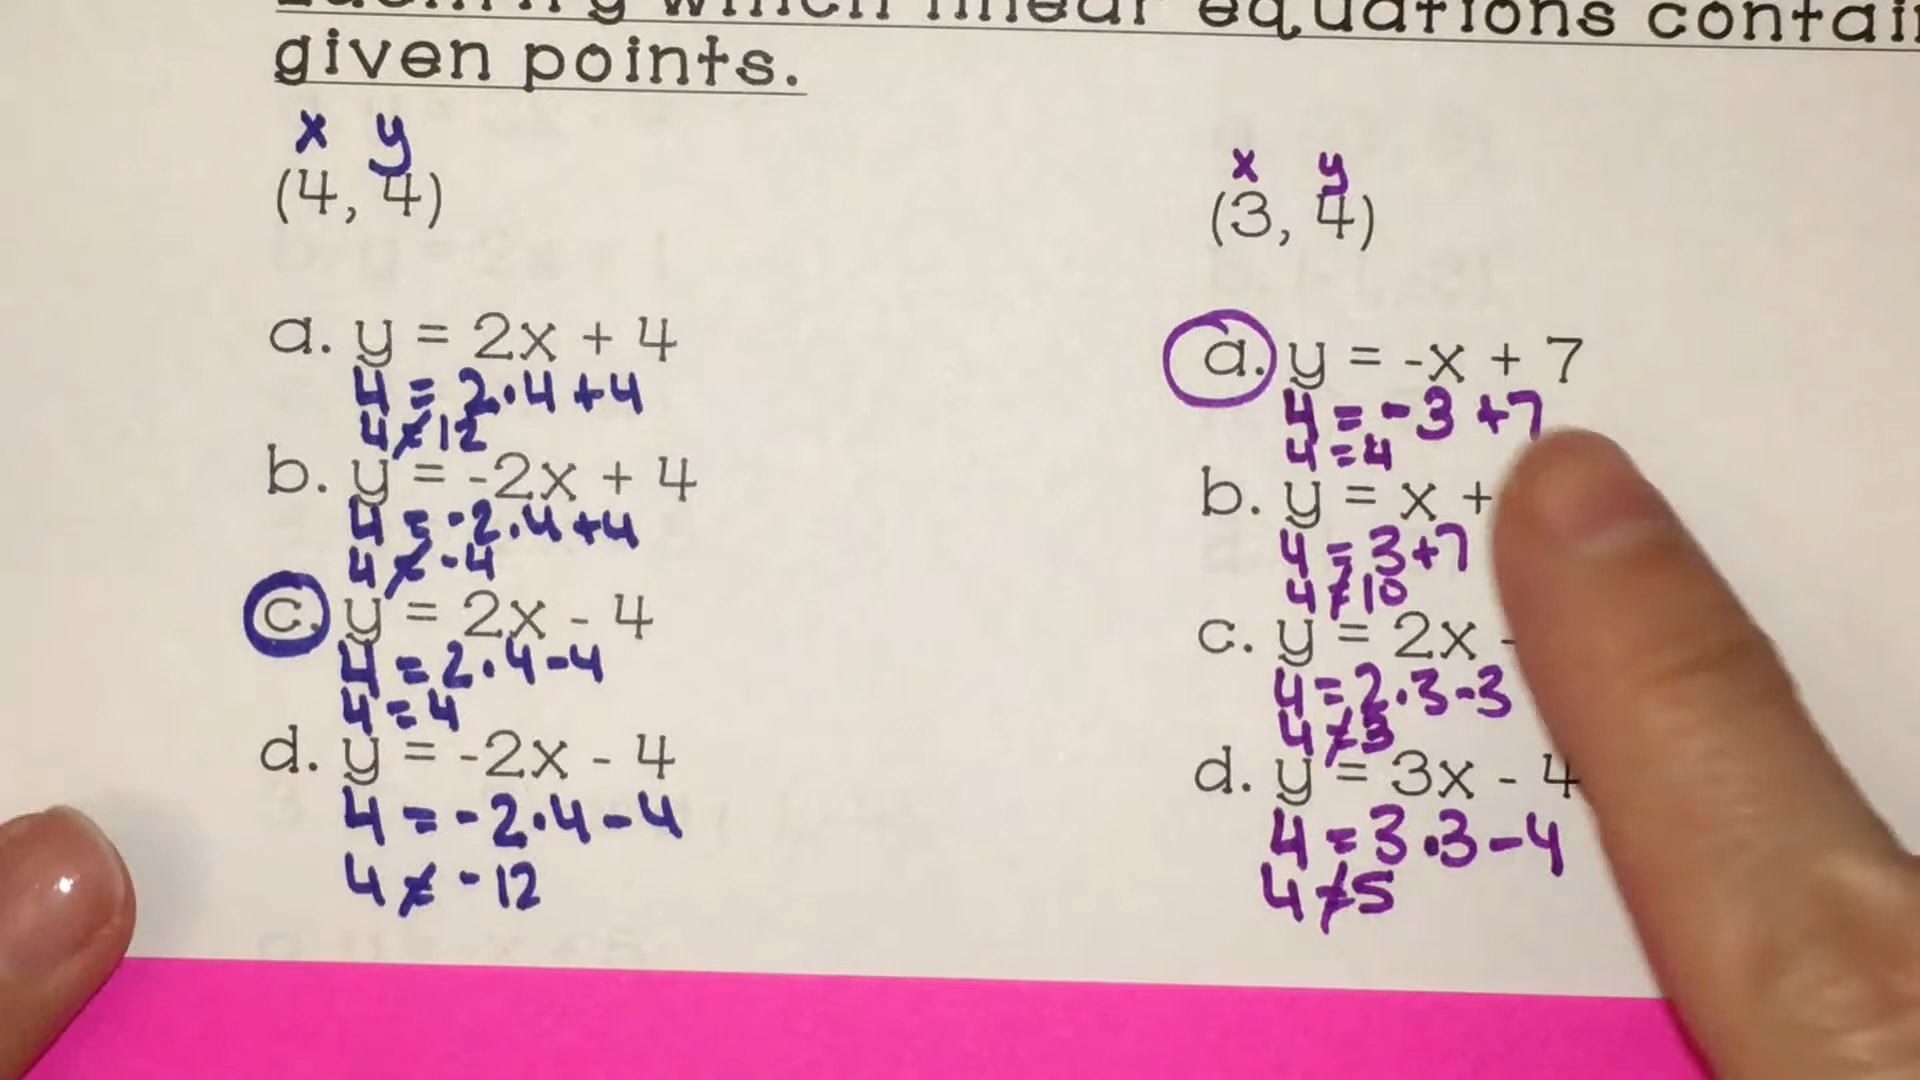 which linear equations
given points.
x y
(4, 4)
a. y = 2x + 4
4 = 2·4 +4
4 ≠ 12
b. y = -2x + 4
4 = -2·4 +4
4 ≠ -4
c. y = 2x - 4
4 = 2·4-4
4 = 4
d. y = -2x - 4
4 = -2·4-4
4 ≠ -12
x y
(3, 4)
a. y = -x + 7
4 = -3 +7
4 = 4
b. y = x +
4 = 3+7
4 ≠ 10
c. y = 2x -
4 = 2·3-3
4 ≠ 3
d. y = 3x - 4
4 = 3·3-4
4 ≠ 5